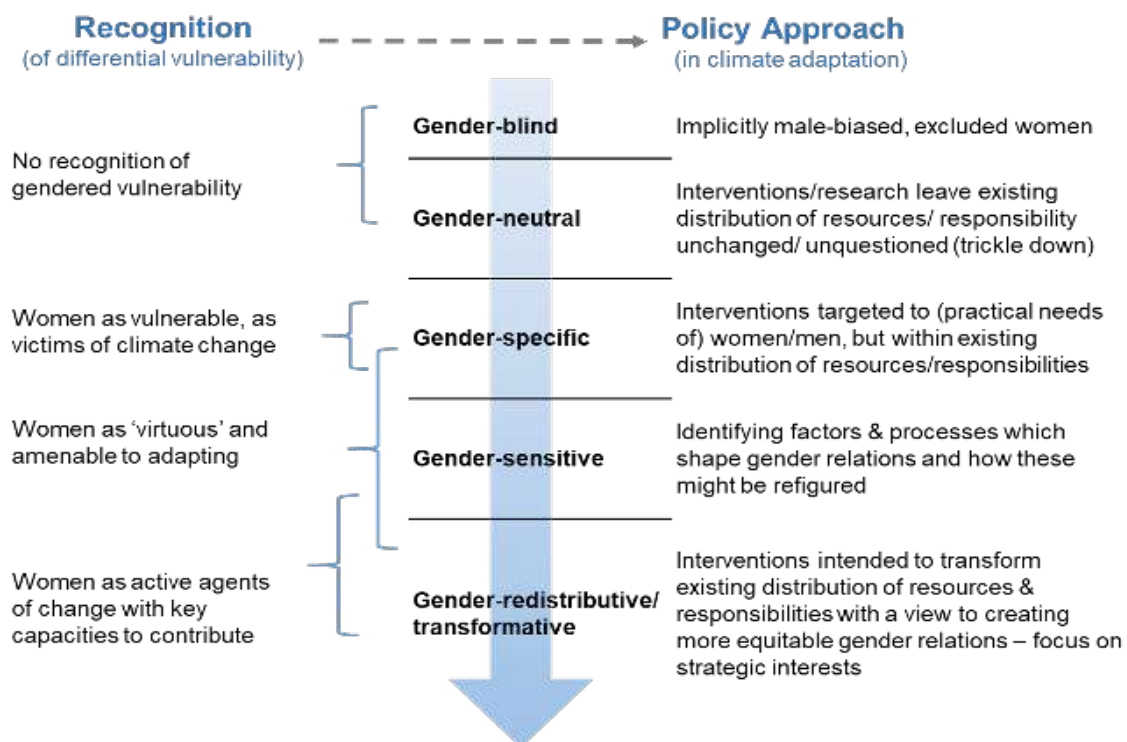 Recognition
(of differential vulnerability)
Policy Approach
(in climate adaptation)
No recognition of
gendered vulnerability
Women as vulnerable, as
victims of climate change
Women as ‘virtuous’ and
amenable to adapting
Women as active agents
of change with key
capacities to contribute
Gender-blind
Implicitly male-biased, excluded women
Gender-neutral
Interventions/research leave existing
distribution of resources/ responsibility
unchanged/ unquestioned (trickle down)
Gender-specific
Interventions targeted to (practical needs
of) women/men, but within existing
distribution of resources/responsibilities
Gender-sensitive
Identifying factors & processes which
shape gender relations and how these
might be refigured
Gender-redistributive/
transformative
Interventions intended to transform
existing distribution of resources &
responsibilities with a view to creating
more equitable gender relations – focus on
strategic interests